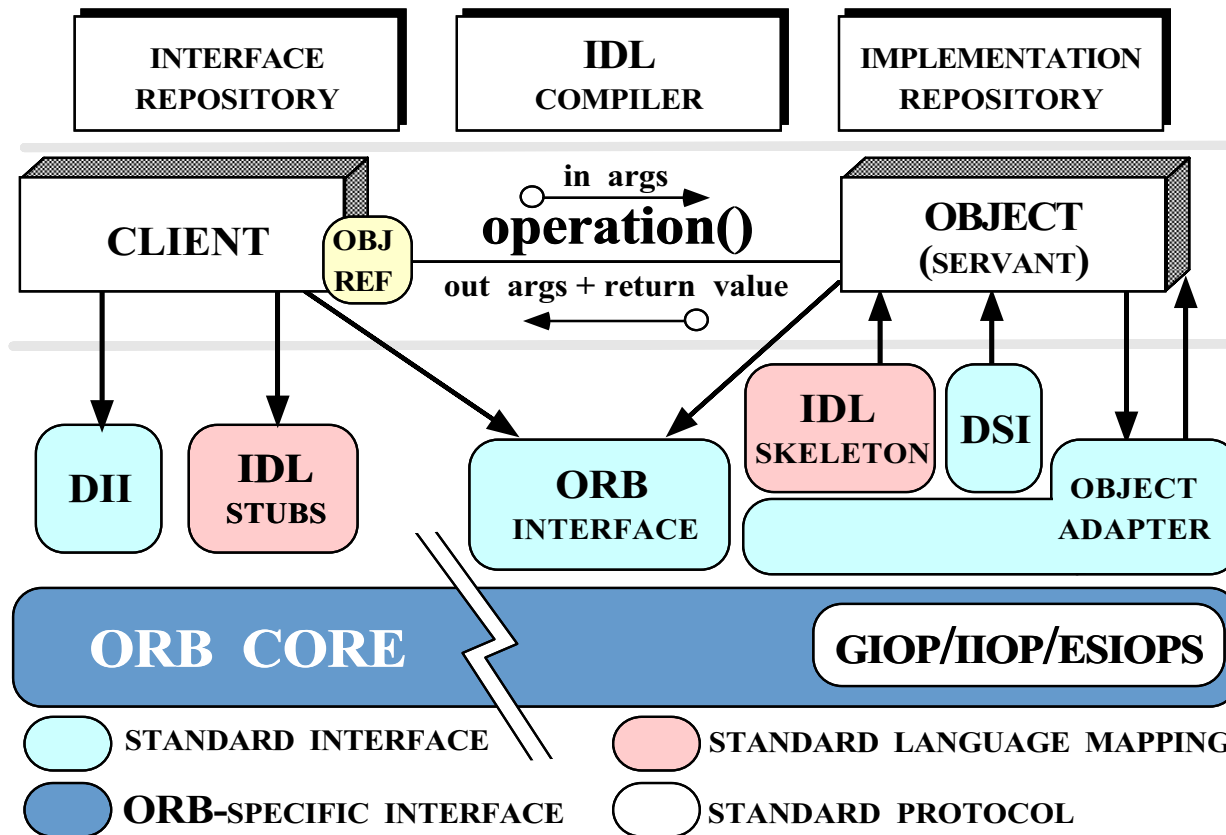 INTERFACE
REPOSITORY
IDL
COMPILER
IMPLEMENTATION
REPOSITORY
in args
operation()
out args + return value
CLIENT
OBJ
REF
OBJECT
(SERVANT)
DII
IDL
STUBS
ORB
INTERFACE
IDL
SKELETON
DSI
OBJECT
ADAPTER
ORB CORE
GIOP/IIOP/ESIOPS
STANDARD INTERFACE
STANDARD LANGUAGE MAPPING
ORB-SPECIFIC INTERFACE
STANDARD PROTOCOL